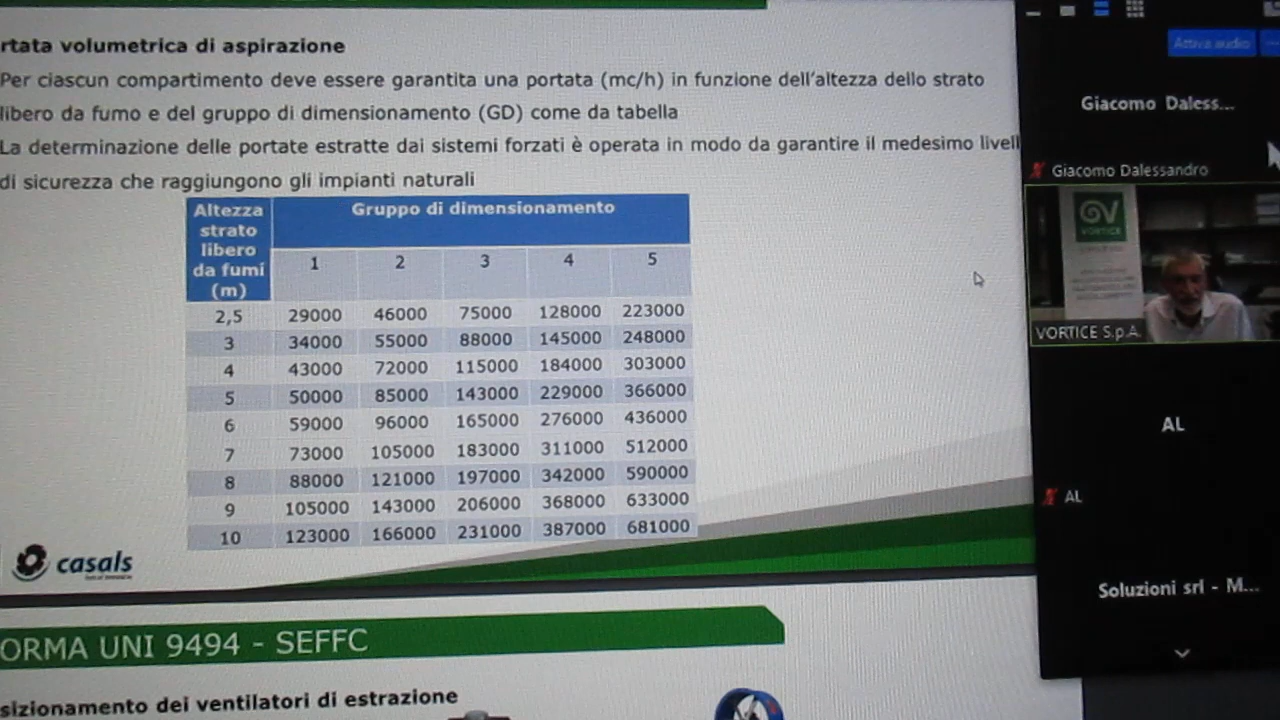 rtata volumetrica di aspirazione
Per ciascun compartimento deve essere garantita una portata (mc/h) in funzione dell'altezza dello strato
libero da fumo e del gruppo di dimensionamento (GD) come da tabella
La determinazione delle portate estratte dai sistemi forzati è operata in modo da garantire il medesimo livell
di sicurezza che raggiungono gli impianti naturali
Altezza strato libero da fumi (m) Gruppo di dimensionamento
1 2 3 4 5
2,5 29000 46000 75000 128000 223000
3 34000 55000 88000 145000 248000
4 43000 72000 115000 184000 303000
5 50000 85000 143000 229000 366000
6 59000 96000 165000 276000 436000
7 73000 105000 183000 311000 512000
8 88000 121000 197000 342000 590000
9 105000 143000 206000 368000 633000
10 123000 166000 231000 387000 681000
casals
ORMA UNI 9494 - SEFFC
sizionamento dei ventilatori di estrazione
Attiva audio
Giacomo Daless...
Giacomo Dalessandro
VORTICE
VORTICE S.p.A.
AL
AL
Soluzioni srl - M...